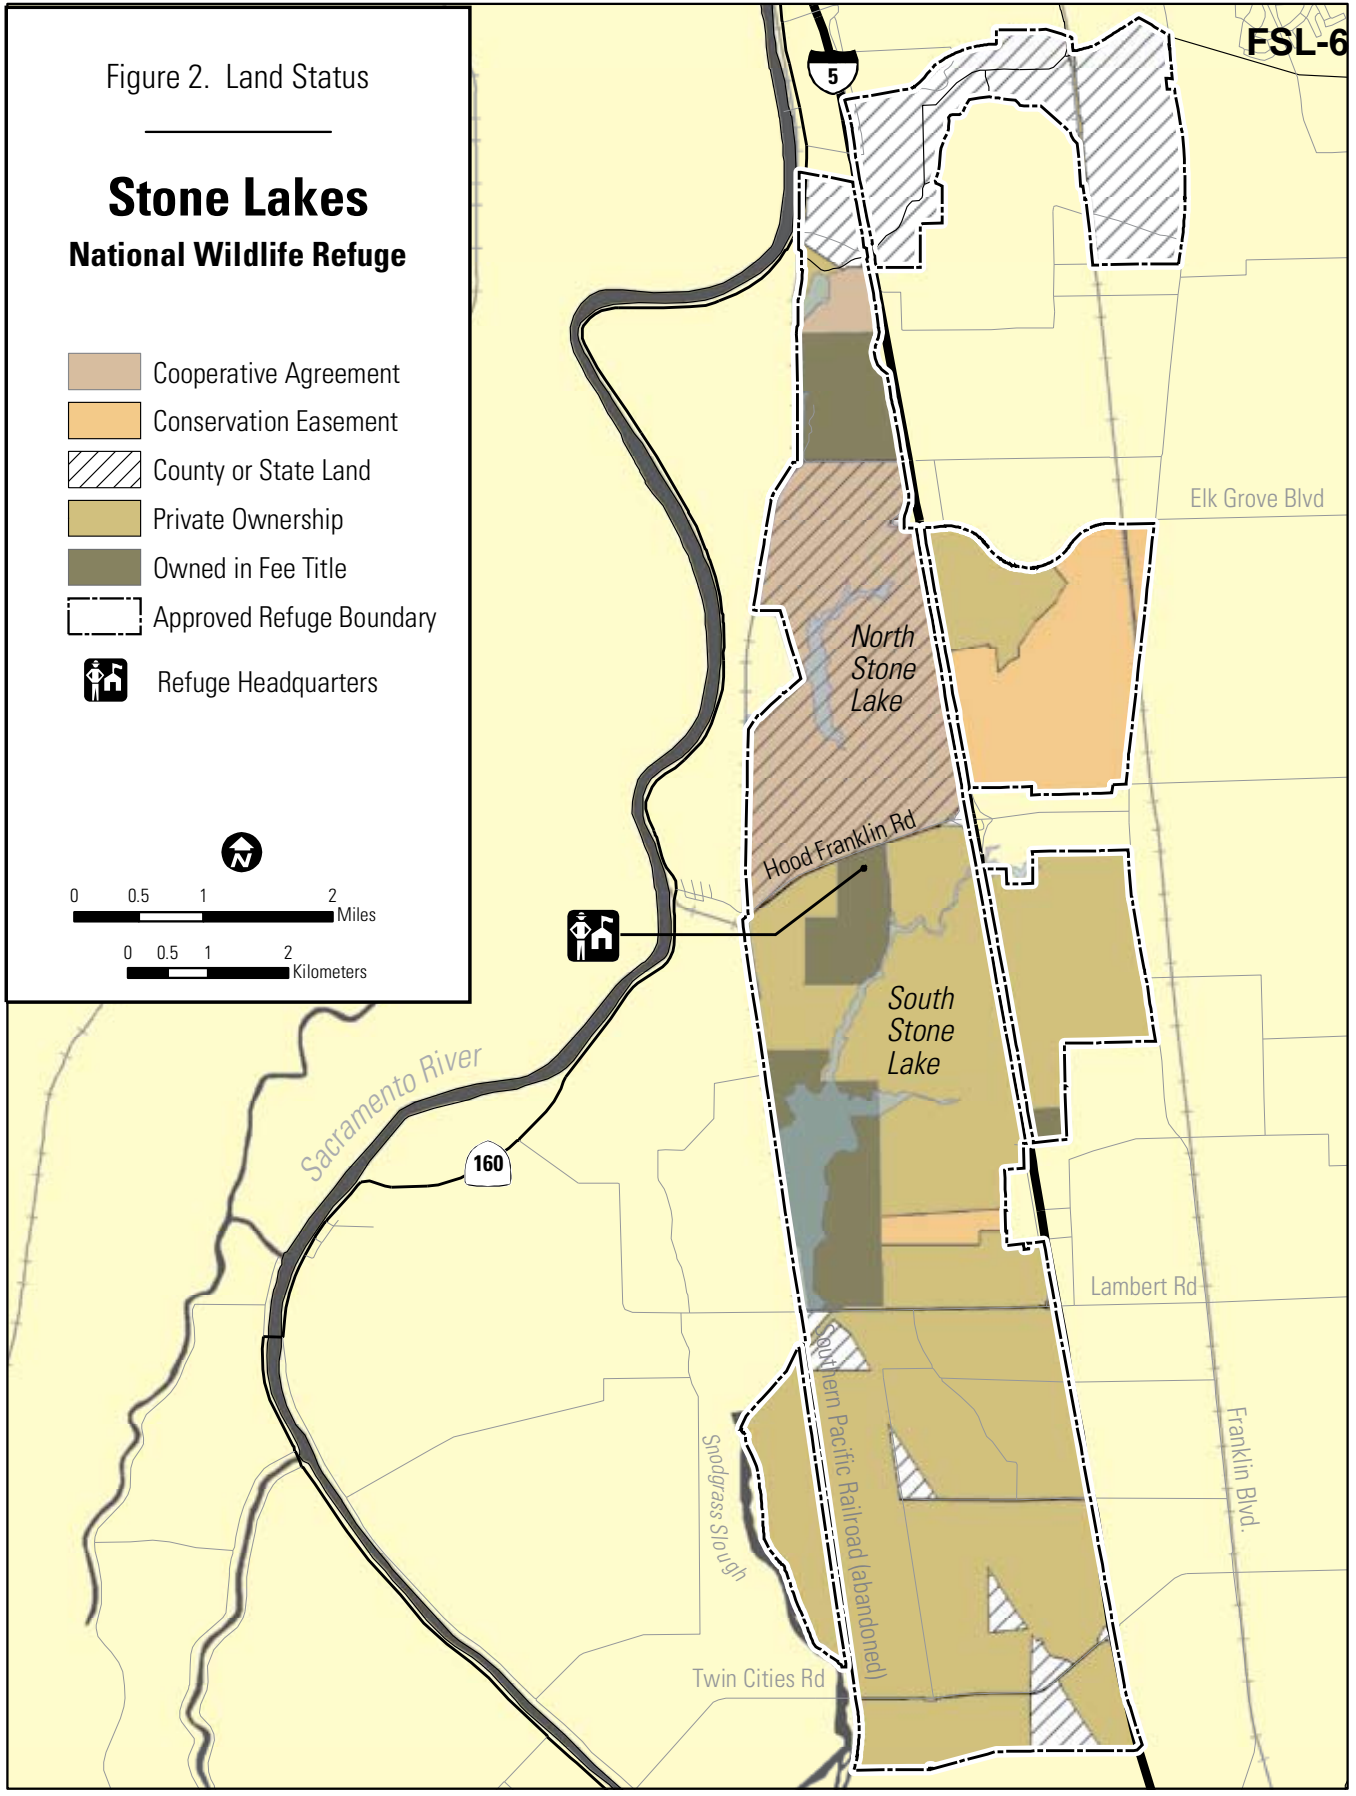 Figure 2. Land Status
Stone Lakes
National Wildlife Refuge
Cooperative Agreement
Conservation Easement
County or State Land
Private Ownership
Owned in Fee Title
Approved Refuge Boundary
Refuge Headquarters
N
0 0.5 1 2
Miles
0 0.5 1 2
Kilometers
FSL-6
5
Elk Grove Blvd
North
Stone
Lake
Hood Franklin Rd
South
Stone
Lake
Sacramento River
160
Lambert Rd
Southern Pacific Railroad (abandoned)
Snodgrass Slough
Franklin Blvd.
Twin Cities Rd